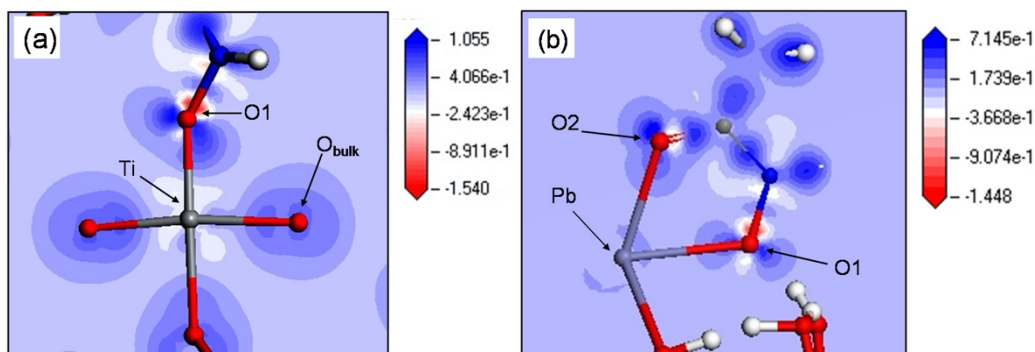 (a)
O1
Ti
Obulk
1.055
4.066e-1
-2.423e-1
-8.911e-1
-1.540
(b)
O2
Pb
O1
7.145e-1
1.739e-1
-3.668e-1
-9.074e-1
-1.448